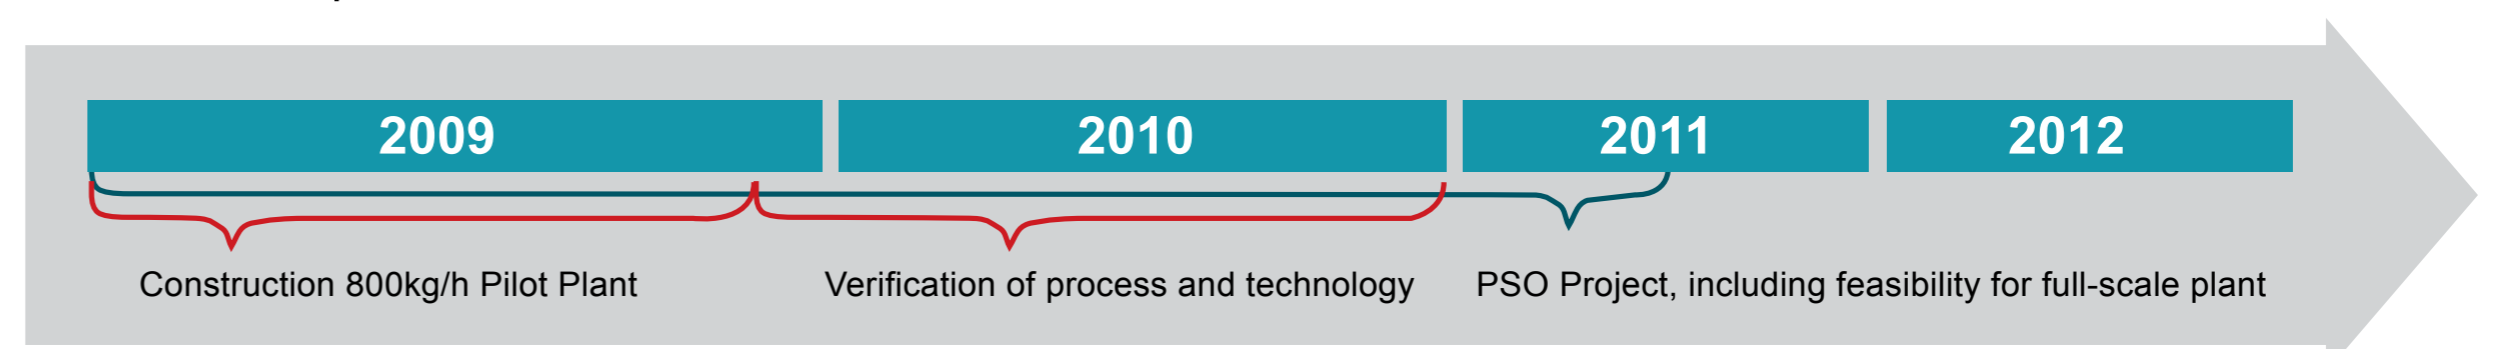 2009 2010 2011 2012
Construction 800kg/h Pilot Plant Verification of process and technology PSO Project, including feasibility for full-scale plant